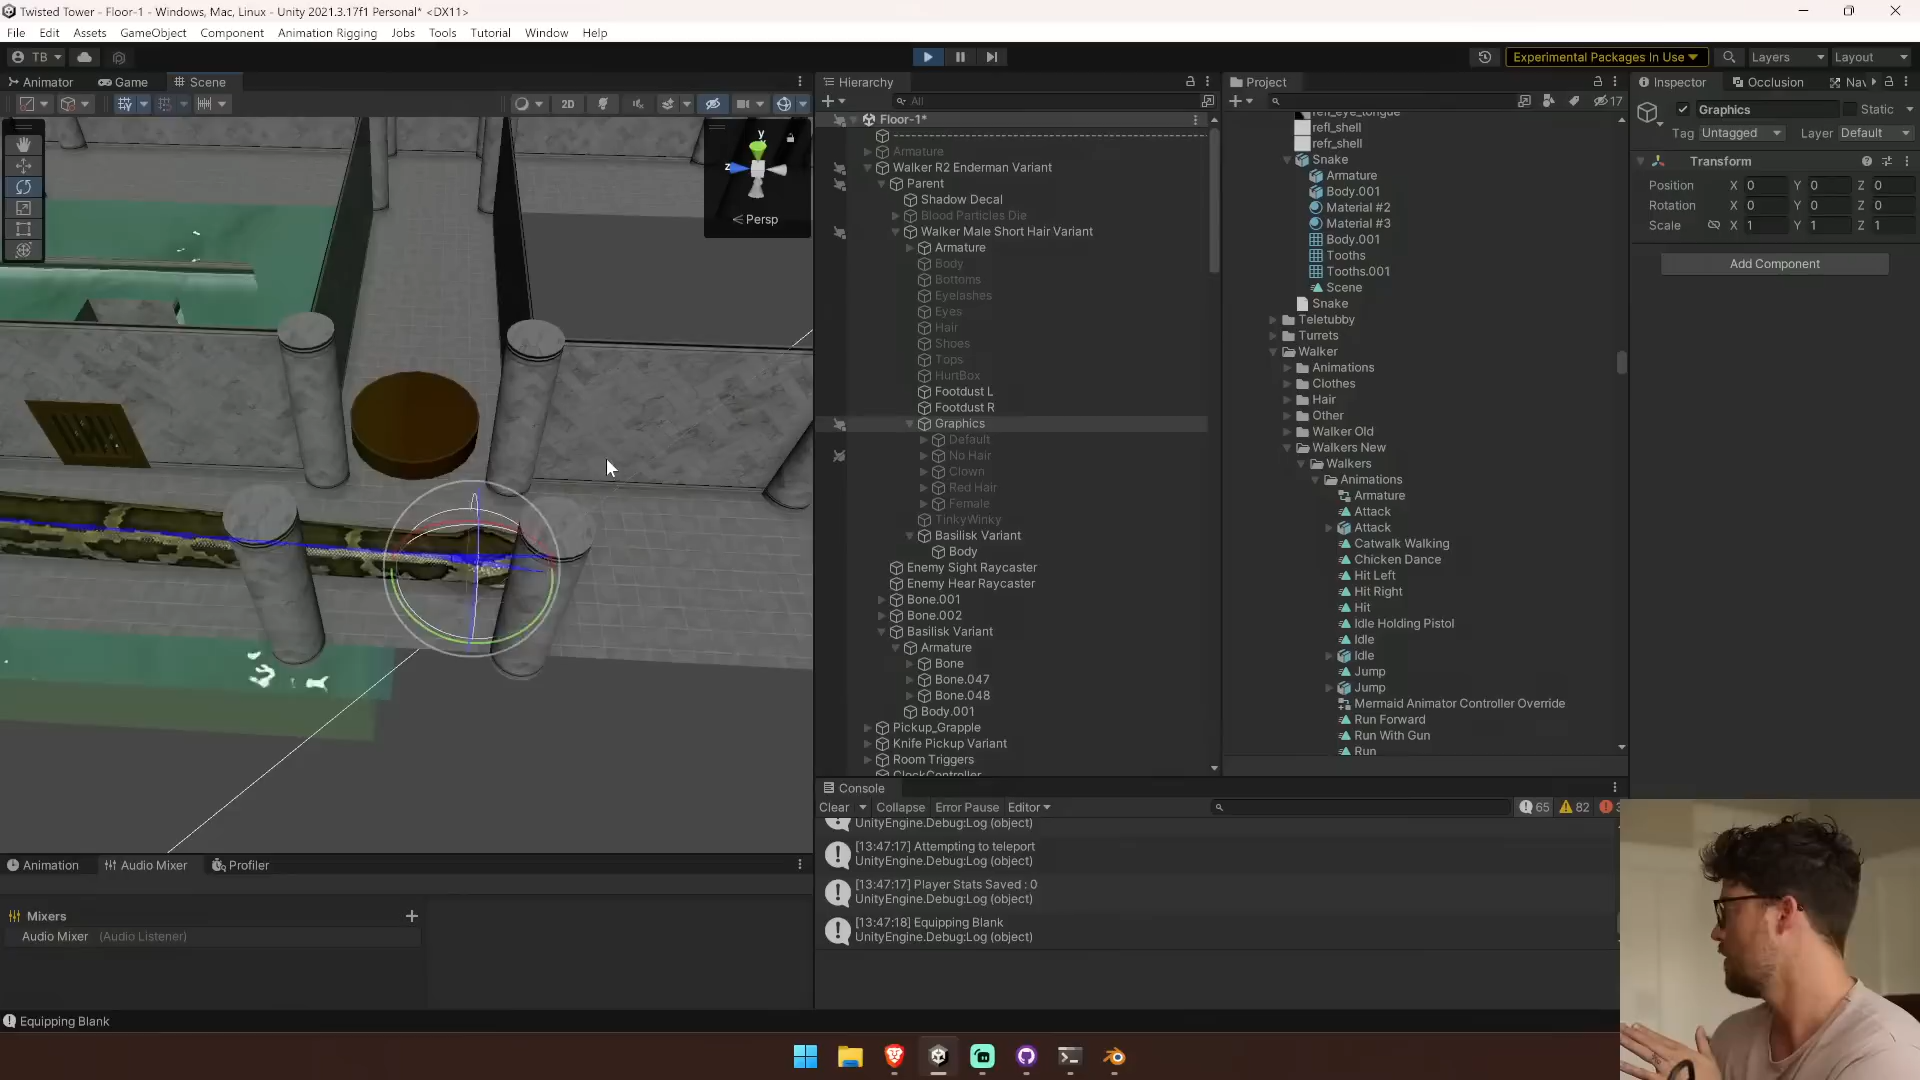 Twisted Tower - Floor-1 - Windows, Mac, Linux - Unity 2021.3.17f1 Personal* <DX11>
File Edit Assets GameObject Component Animation Rigging Jobs Tools Tutorial Window Help
TB Experimental Packages In Use Layers Layout
Animator Game Scene
2D
y
z
Persp
Hierarchy
All
Floor-1*
Armature
Walker R2 Enderman Variant
Parent
Shadow Decal
Blood Particles Die
Walker Male Short Hair Variant
Armature
Body
Bottoms
Eyelashes
Eyes
Hair
Shoes
Tops
HurtBox
Footdust L
Footdust R
Graphics
Default
No Hair
Clown
Red Hair
Female
TinkyWinky
Basilisk Variant
Body
Enemy Sight Raycaster
Enemy Hear Raycaster
Bone.001
Bone.002
Basilisk Variant
Armature
Bone
Bone.047
Bone.048
Body.001
Pickup_Grapple
Knife Pickup Variant
Room Triggers
ClockController
Project
17
refl_eye_tongue
refl_shell
refr_shell
Snake
Armature
Body.001
Material #2
Material #3
Body.001
Tooths
Tooths.001
Scene
Snake
Teletubby
Turrets
Walker
Animations
Clothes
Hair
Other
Walker Old
Walkers New
Walkers
Animations
Armature
Attack
Attack
Catwalk Walking
Chicken Dance
Hit Left
Hit Right
Hit
Idle Holding Pistol
Idle
Idle
Jump
Jump
Mermaid Animator Controller Override
Run Forward
Run With Gun
Run
Inspector Occlusion Nav
Graphics Static
Tag Untagged Layer Default
Transform
Position X 0 Y 0 Z 0
Rotation X 0 Y 0 Z 0
Scale X 1 Y 1 Z 1
Add Component
Console
Clear Collapse Error Pause Editor 65 82
UnityEngine.Debug:Log (object)
[13:47:17] Attempting to teleport
UnityEngine.Debug:Log (object)
[13:47:17] Player Stats Saved : 0
UnityEngine.Debug:Log (object)
[13:47:18] Equipping Blank
UnityEngine.Debug:Log (object)
Animation Audio Mixer Profiler
Mixers
Audio Mixer (Audio Listener)
Equipping Blank